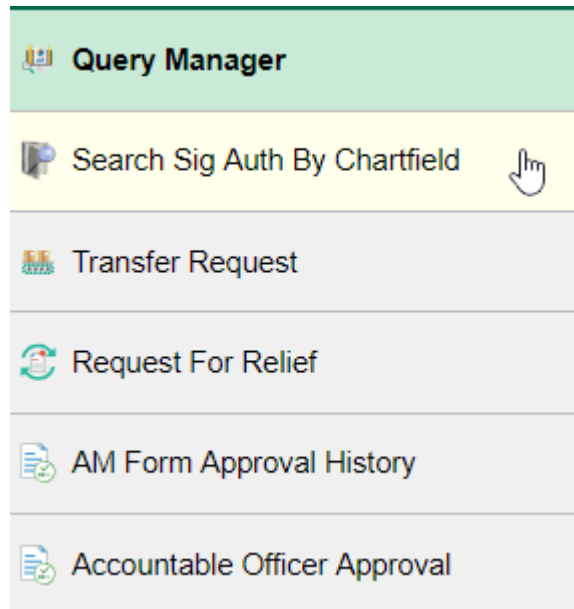 Query Manager
Search Sig Auth By Chartfield
Transfer Request
Request For Relief
AM Form Approval History
Accountable Officer Approval